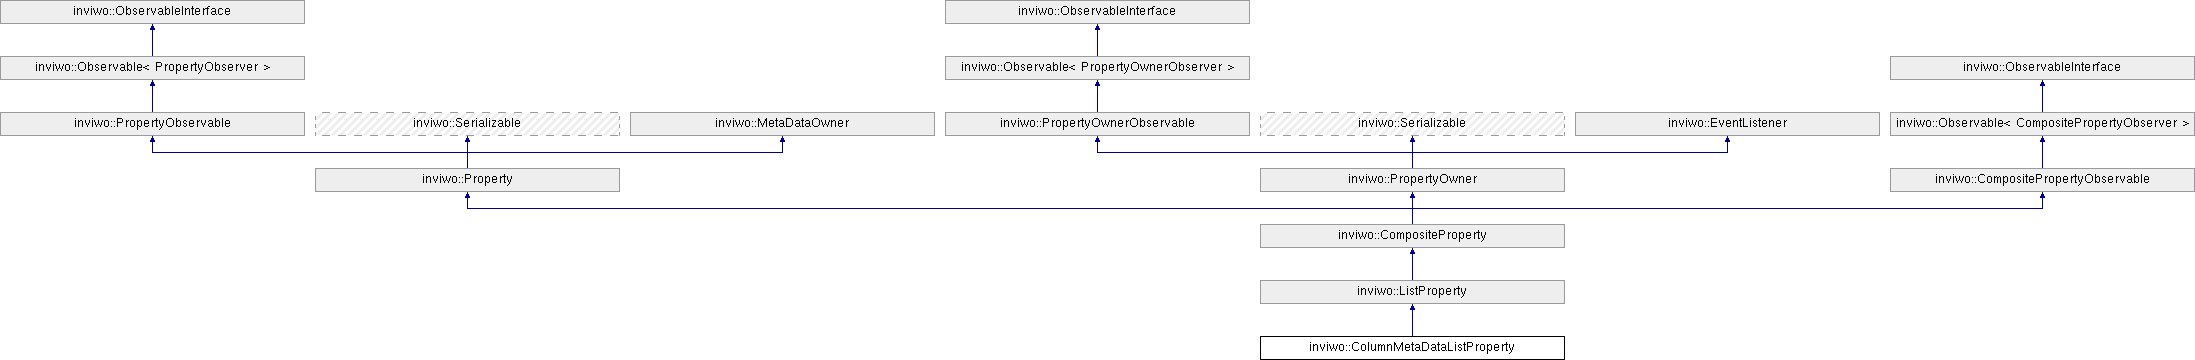 inviwo::ObservableInterface
inviwo::ObservableInterface
inviwo::Observable< PropertyObserver >
inviwo::Observable< PropertyOwnerObserver >
inviwo::ObservableInterface
inviwo::PropertyObservable
inviwo::Serializable
inviwo::MetaDataOwner
inviwo::PropertyOwnerObservable
inviwo::Serializable
inviwo::EventListener
inviwo::Observable< CompositePropertyObserver >
inviwo::Property
inviwo::PropertyOwner
inviwo::CompositePropertyObservable
inviwo::CompositeProperty
inviwo::ListProperty
inviwo::ColumnMetaDataListProperty